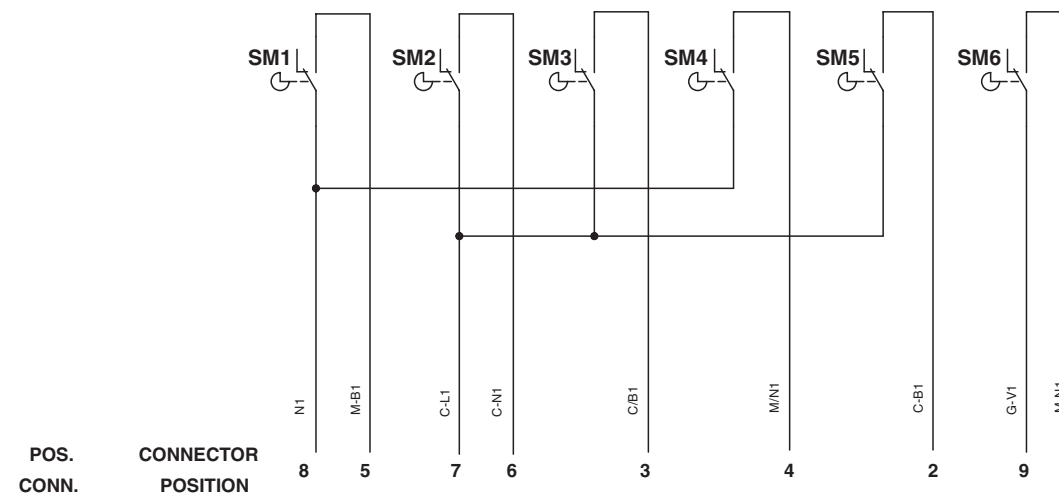 SM1 SM2 SM3 SM4 SM5 SM6
N1 M-B1 C-L1 C-N1 C/B1 M/N1 C-B1 G-V1 M-N1
POS. CONNECTOR
8 5 7 6 3 4 2 9
CONN. POSITION